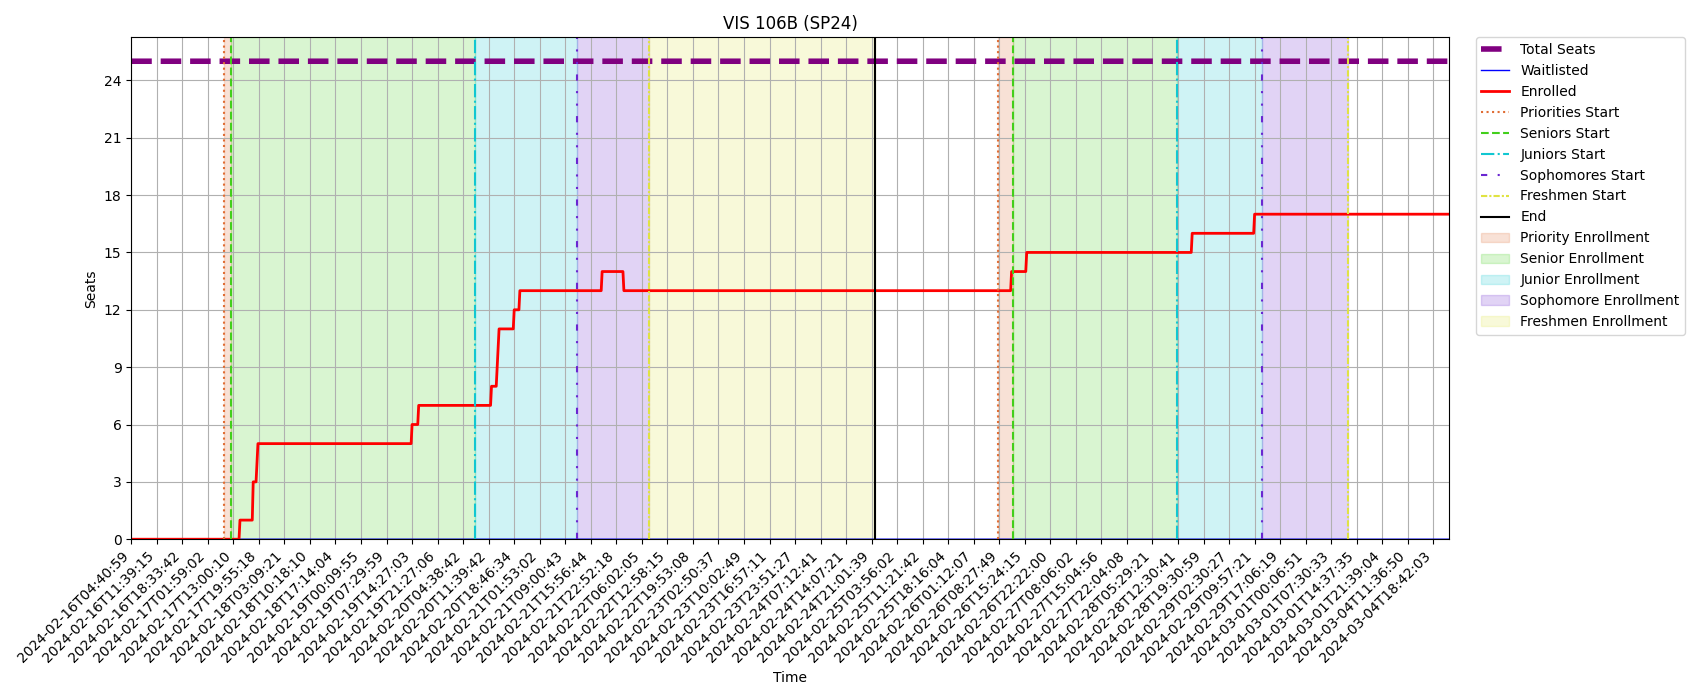 VIS 106B (SP24)
Total Seats
Waitlisted
Enrolled
Priorities Start
Seniors Start
Juniors Start
Sophomores Start
Freshmen Start
End
Priority Enrollment
Senior Enrollment
Junior Enrollment
Sophomore Enrollment
Freshmen Enrollment
Seats
24
21
18
15
12
9
6
3
0
2024-02-16T04:40:59
2024-02-16T11:39:15
2024-02-16T18:33:42
2024-02-17T01:59:02
2024-02-17T13:00:10
2024-02-17T19:55:18
2024-02-18T03:09:21
2024-02-18T10:18:10
2024-02-18T17:14:04
2024-02-19T00:09:55
2024-02-19T07:29:59
2024-02-19T14:27:03
2024-02-19T21:27:06
2024-02-20T04:38:42
2024-02-20T11:39:42
2024-02-20T18:46:34
2024-02-21T01:53:02
2024-02-21T09:00:43
2024-02-21T15:56:44
2024-02-21T22:52:18
2024-02-22T06:02:05
2024-02-22T12:58:15
2024-02-22T19:53:08
2024-02-23T02:50:37
2024-02-23T10:02:49
2024-02-23T16:57:11
2024-02-23T23:51:27
2024-02-24T07:12:41
2024-02-24T14:07:21
2024-02-24T21:01:39
2024-02-25T03:56:02
2024-02-25T11:21:42
2024-02-25T18:16:04
2024-02-26T01:12:07
2024-02-26T08:27:49
2024-02-26T15:24:15
2024-02-26T22:22:00
2024-02-27T08:06:02
2024-02-27T15:04:56
2024-02-27T22:04:08
2024-02-28T05:29:21
2024-02-28T12:30:41
2024-02-28T19:30:59
2024-02-29T02:30:27
2024-02-29T09:57:21
2024-02-29T17:06:19
2024-03-01T00:06:51
2024-03-01T07:30:33
2024-03-01T14:37:35
2024-03-01T21:39:04
2024-03-04T11:36:50
2024-03-04T18:42:03
Time